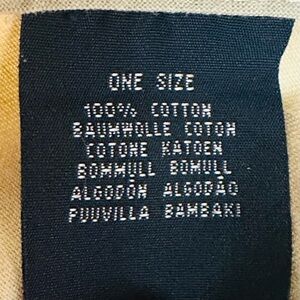 ONE SIZE
100% COTTON
BAUMWOLLE COTON
COTONE KATOEN
BOMMULL BOMULL
ALGODÓN ALGODÃO
PUUVILLA BAMBAKI